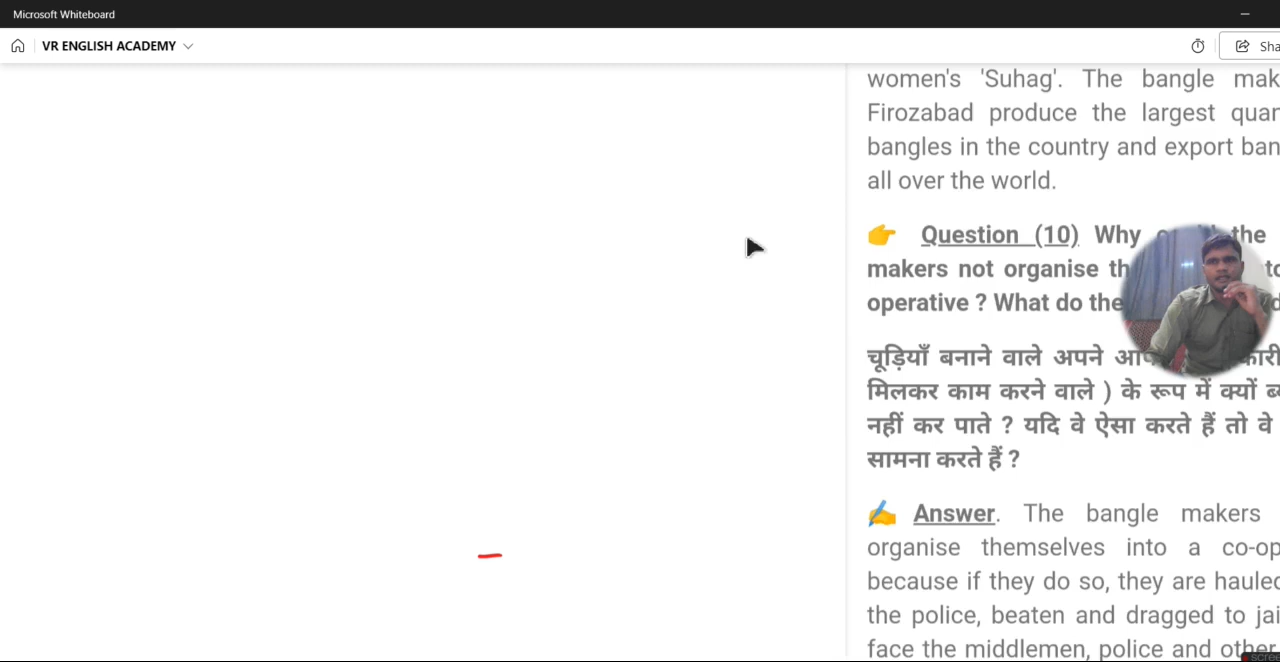 Microsoft Whiteboard
VR ENGLISH ACADEMY
Sha
women's 'Suhag'. The bangle mak
Firozabad produce the largest quan
bangles in the country and export ban
all over the world.
👉 Question (10) Why the
makers not organise th
operative ? What do the
चूड़ियाँ बनाने वाले अपने आप कारी
मिलकर काम करने वाले ) के रूप में क्यों
नहीं कर पाते ? यदि वे ऐसा करते हैं तो वे
सामना करते हैं ?
✍️ Answer. The bangle makers
organise themselves into a co-op
because if they do so, they are hauled
the police, beaten and dragged to jai
face the middlemen, police and other